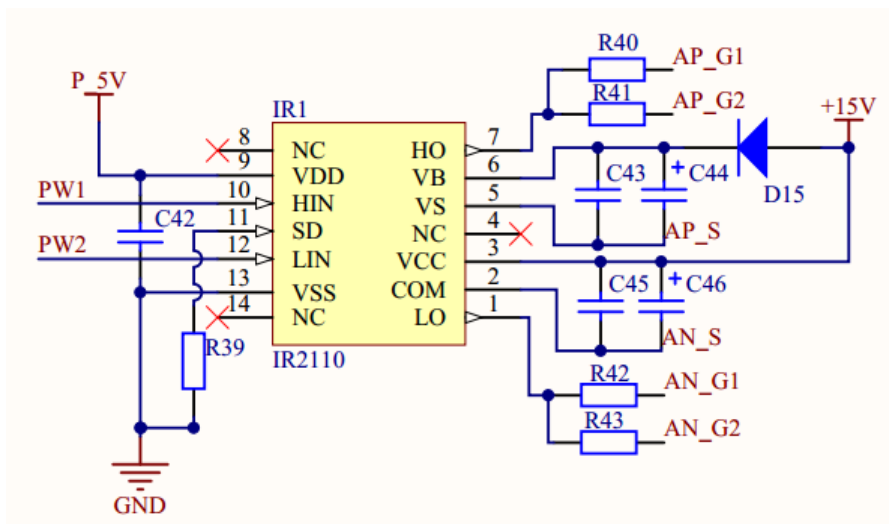 R40
AP_G1
P_5V
R41
AP_G2
+15V
IR1
8
NC
HO
7
9
VDD
VB
6
C43
+
C44
PW1
10
HIN
VS
5
D15
C42
11
SD
NC
4
AP_S
PW2
12
LIN
VCC
3
13
VSS
COM
2
C45
+
C46
14
NC
LO
1
R39
AN_S
IR2110
R42
AN_G1
R43
AN_G2
GND